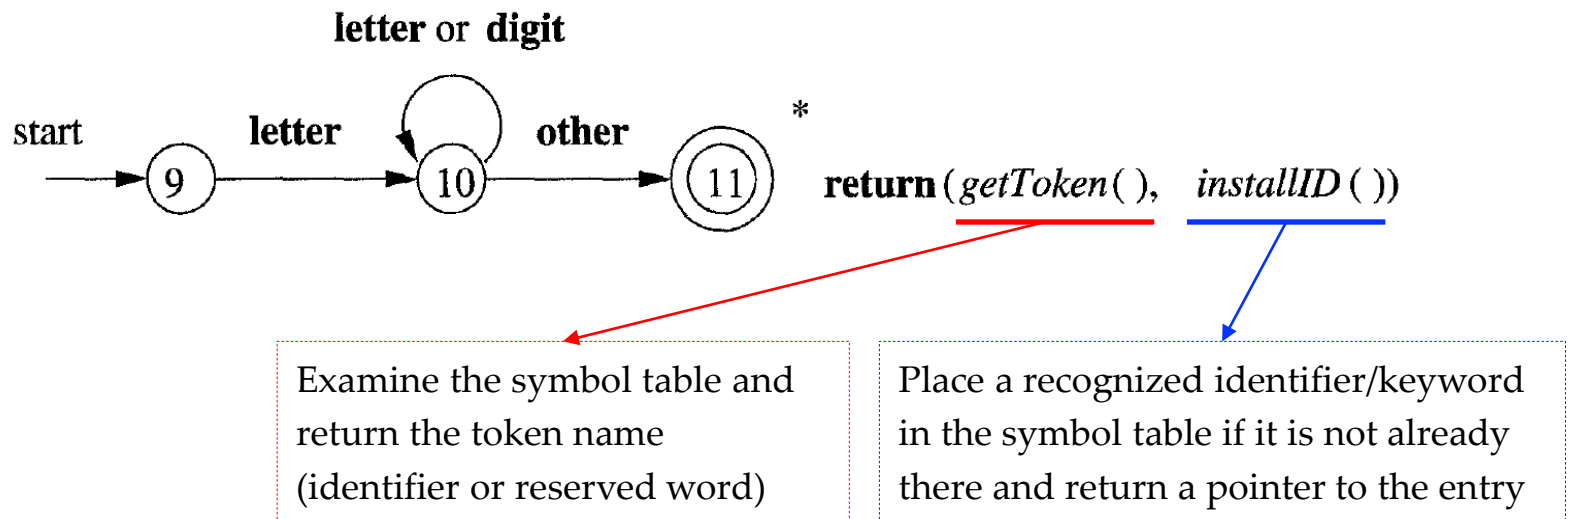 letter or digit
start letter other *
9 10 11 return(getToken( ), installID ( ))
Examine the symbol table and
return the token name
(identifier or reserved word)
Place a recognized identifier/keyword
in the symbol table if it is not already
there and return a pointer to the entry